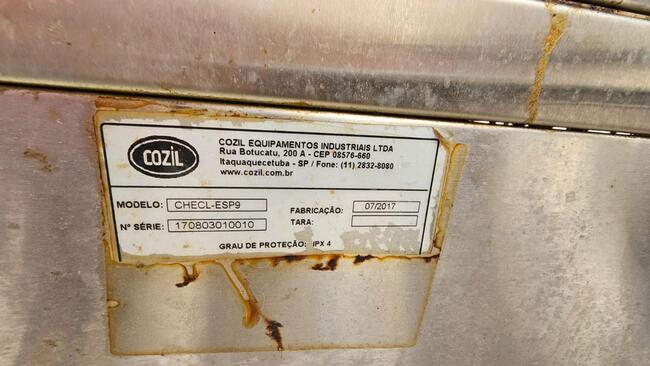 COZIL
COZIL EQUIPAMENTOS INDUSTRIAIS LTDA
Rua Botucatu, 200 A - CEP 08576-660
Itaquaquecetuba - SP / Fone: (11) 2832-8080
www.cozil.com.br
MODELO: CHECL-ESP9 FABRICAÇÃO: 07/2017
Nº SÉRIE: 170803010010 TARA:
GRAU DE PROTEÇÃO: IPX 4